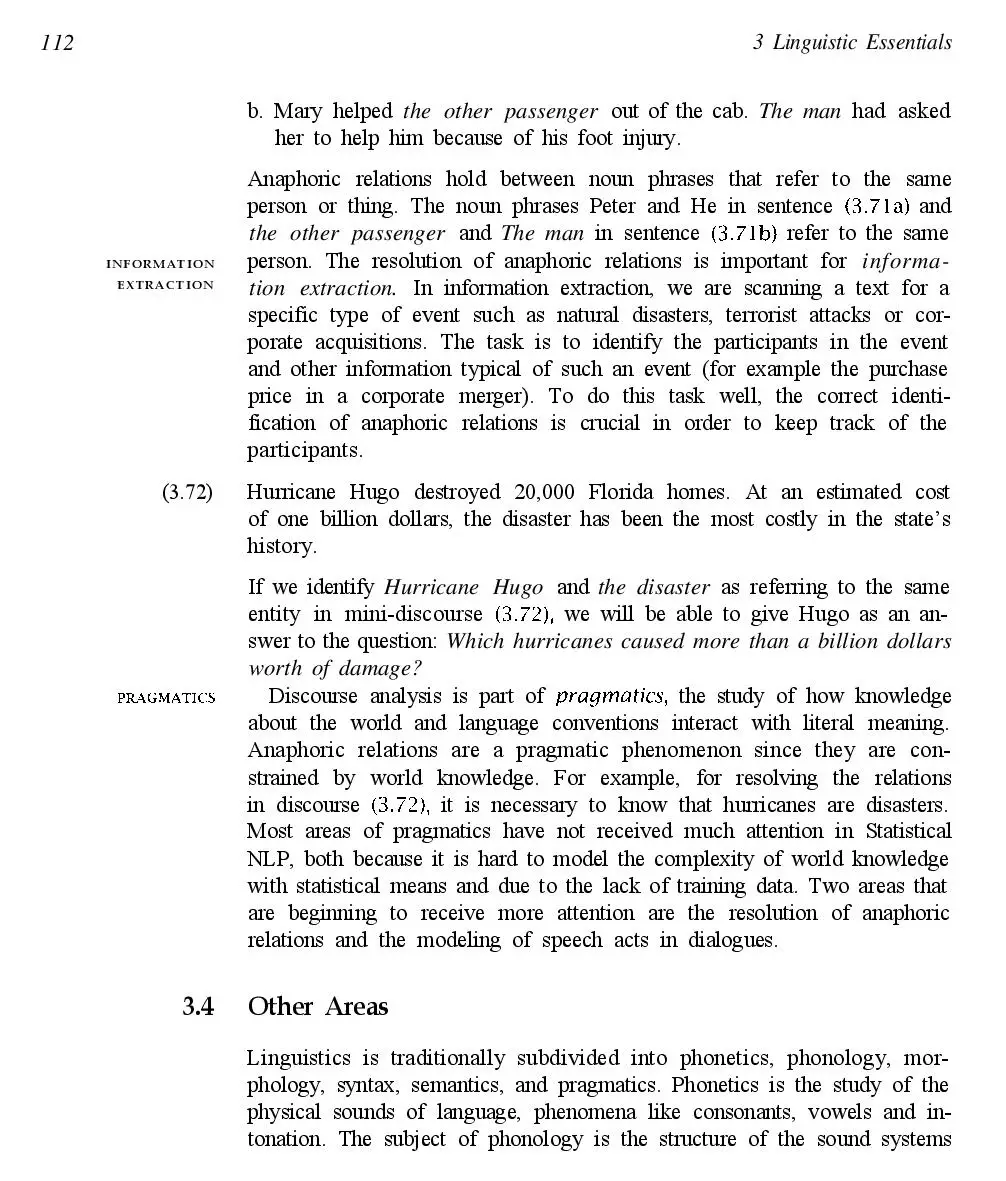 112
3 Linguistic Essentials
b. Mary helped the other passenger out of the cab. The man had asked
her to help him because of his foot injury.
Anaphoric relations hold between noun phrases that refer to the same
person or thing. The noun phrases Peter and He in sentence (3.71a) and
the other passenger and The man in sentence (3.71b) refer to the same
INFORMATION
person. The resolution of anaphoric relations is important for informa-
EXTRACTION
tion extraction. In information extraction, we are scanning a text for a
specific type of event such as natural disasters, terrorist attacks or cor-
porate acquisitions. The task is to identify the participants in the event
and other information typical of such an event (for example the purchase
price in a corporate merger). To do this task well, the correct identi-
fication of anaphoric relations is crucial in order to keep track of the
participants.
(3.72) Hurricane Hugo destroyed 20,000 Florida homes. At an estimated cost
of one billion dollars, the disaster has been the most costly in the state's
history.
If we identify Hurricane Hugo and the disaster as referring to the same
entity in mini-discourse (3.72), we will be able to give Hugo as an an-
swer to the question: Which hurricanes caused more than a billion dollars
worth of damage?
PRAGMATICS
Discourse analysis is part of pragmatics, the study of how knowledge
about the world and language conventions interact with literal meaning.
Anaphoric relations are a pragmatic phenomenon since they are con-
strained by world knowledge. For example, for resolving the relations
in discourse (3.72), it is necessary to know that hurricanes are disasters.
Most areas of pragmatics have not received much attention in Statistical
NLP, both because it is hard to model the complexity of world knowledge
with statistical means and due to the lack of training data. Two areas that
are beginning to receive more attention are the resolution of anaphoric
relations and the modeling of speech acts in dialogues.
3.4 Other Areas
Linguistics is traditionally subdivided into phonetics, phonology, mor-
phology, syntax, semantics, and pragmatics. Phonetics is the study of the
physical sounds of language, phenomena like consonants, vowels and in-
tonation. The subject of phonology is the structure of the sound systems